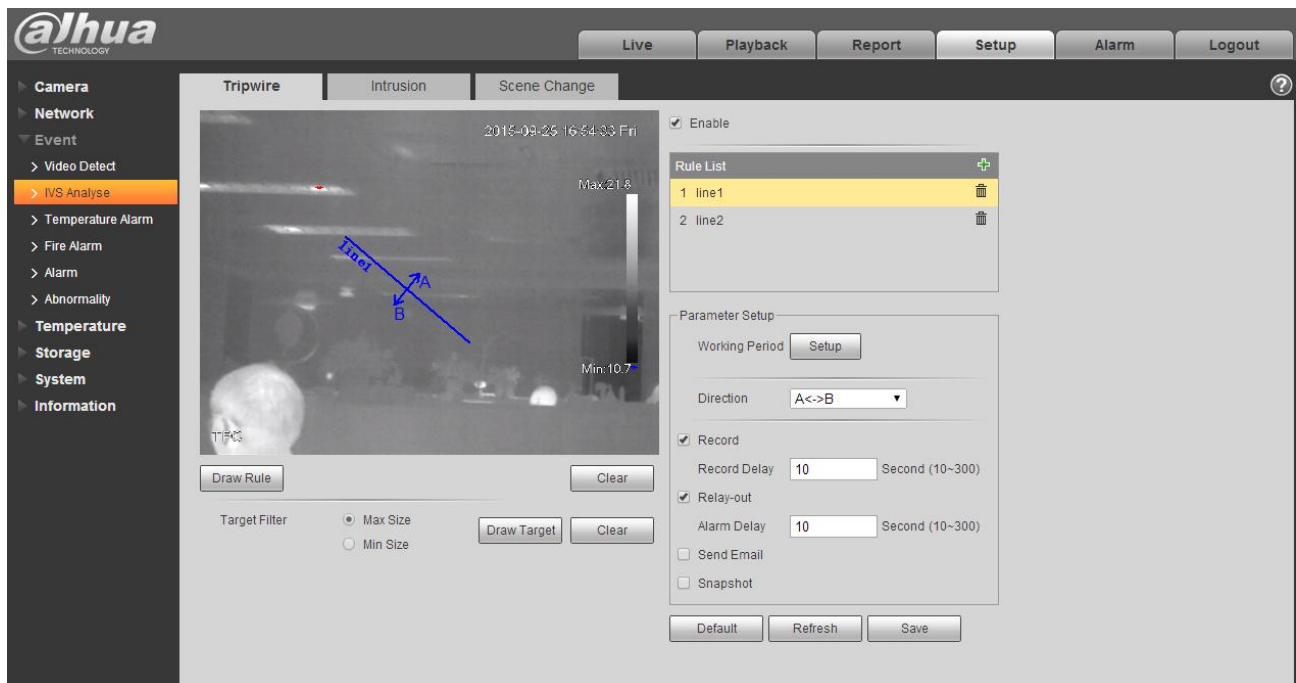 alhua
TECHNOLOGY
Live
Playback
Report
Setup
Alarm
Logout
Camera
Network
Event
> Video Detect
> IVS Analyse
> Temperature Alarm
> Fire Alarm
> Alarm
> Abnormality
Temperature
Storage
System
Information
Tripwire
Intrusion
Scene Change
?
2015-09-25 16:54:33 Fri
Max:21.8
line1
A
B
Min:10.7
Draw Rule
Clear
Target Filter
Max Size
Min Size
Draw Target
Clear
Enable
Rule List
1 line1
2 line2
Parameter Setup
Working Period
Setup
Direction
A<->B
Record
Record Delay
10
Second (10~300)
Relay-out
Alarm Delay
10
Second (10~300)
Send Email
Snapshot
Default
Refresh
Save